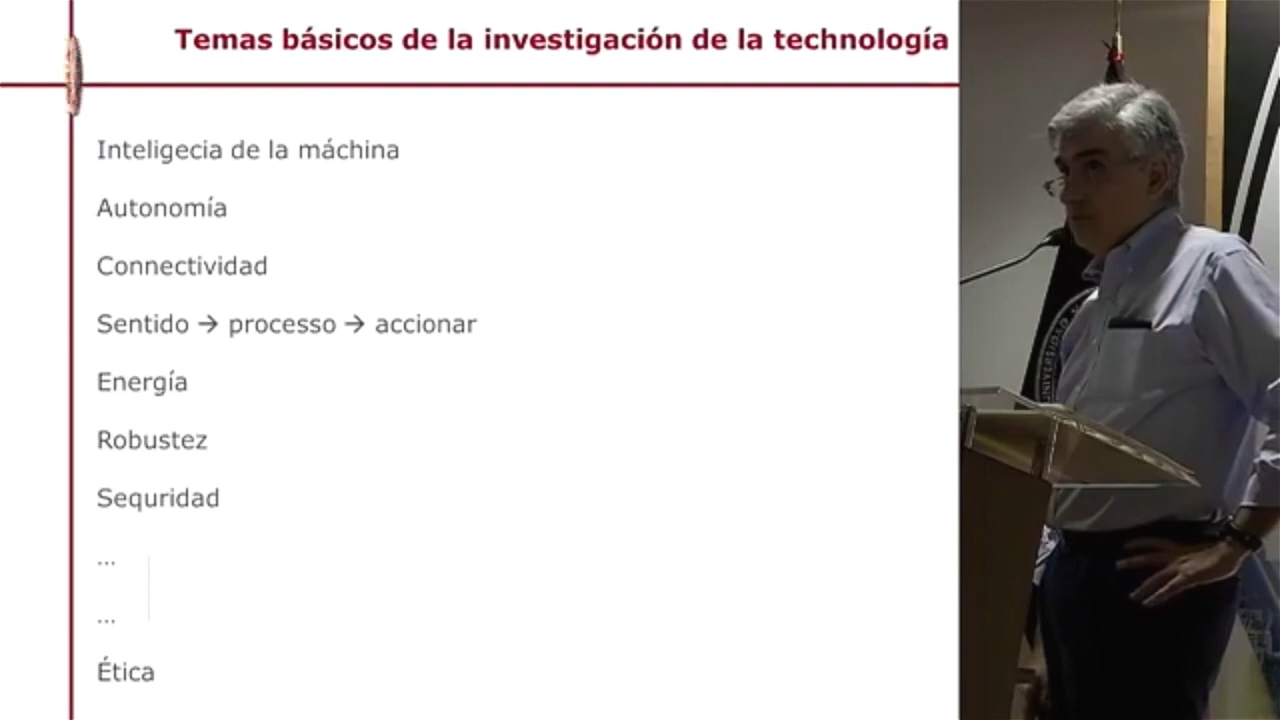 Temas básicos de la investigación de la technología
Inteligecia de la máchina
Autonomía
Connectividad
Sentido → processo → accionar
Energía
Robustez
Sequridad
...
...
Ética